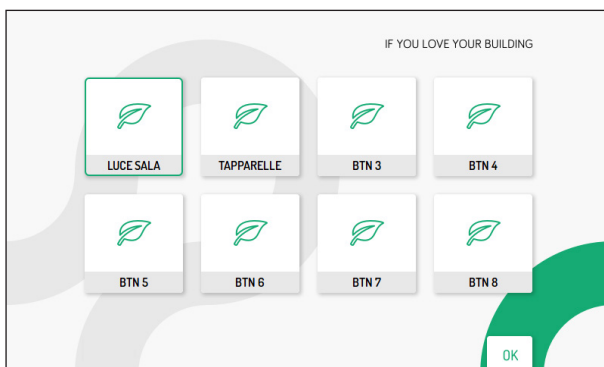 IF YOU LOVE YOUR BUILDING
LUCE SALA
TAPPARELLE
BTN 3
BTN 4
BTN 5
BTN 6
BTN 7
BTN 8
OK